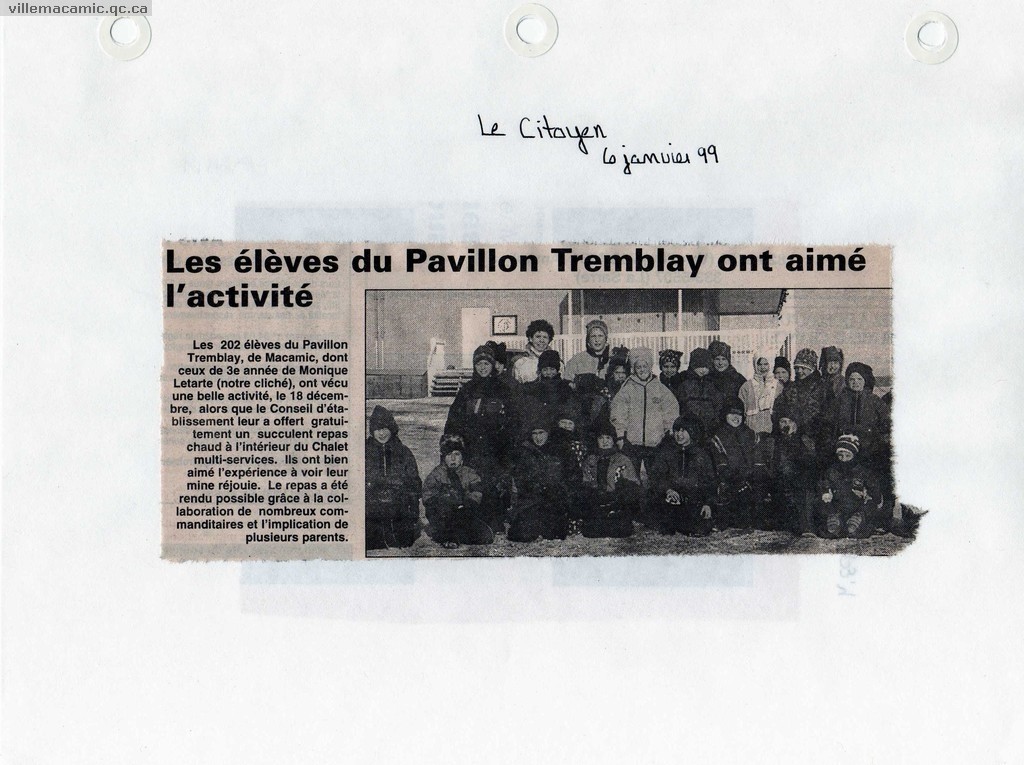 villemacamic.qc.ca
Le Citoyen
6 janvier 99
Les élèves du Pavillon Tremblay ont aimé
l'activité
Les 202 élèves du Pavillon
Tremblay, de Macamic, dont
ceux de 3e année de Monique
Letarte (notre cliché), ont vécu
une belle activité, le 18 décem-
bre, alors que le Conseil d'éta-
blissement leur a offert gratui-
tement un succulent repas
chaud à l'intérieur du Chalet
multi-services. Ils ont bien
aimé l'expérience à voir leur
mine réjouie. Le repas a été
rendu possible grâce à la col-
laboration de nombreux com-
manditaires et l'implication de
plusieurs parents.